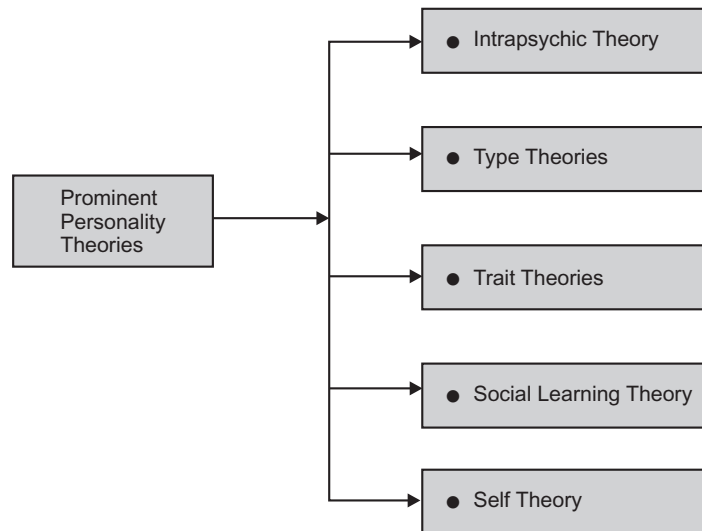 Prominent
Personality
Theories
● Intrapsychic Theory
● Type Theories
● Trait Theories
● Social Learning Theory
● Self Theory